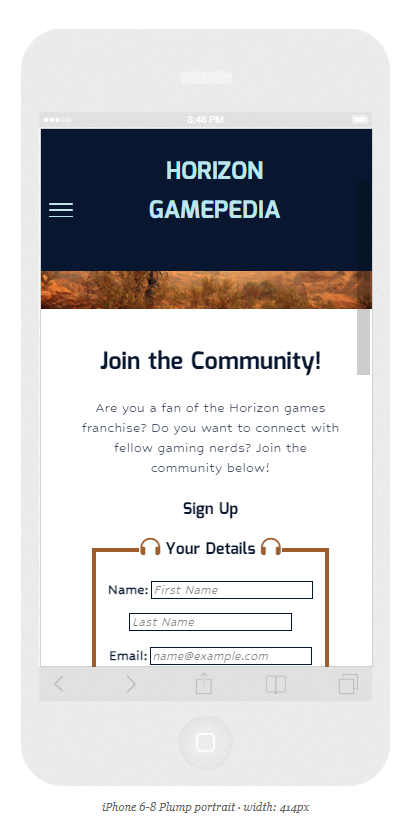 8:48 PM
HORIZON
GAMEPEDIA
Join the Community!
Are you a fan of the Horizon games
franchise? Do you want to connect with
fellow gaming nerds? Join the
community below!
Sign Up
Your Details
Name: First Name
Last Name
Email: name@example.com
iPhone 6-8 Plump portrait · width: 414px